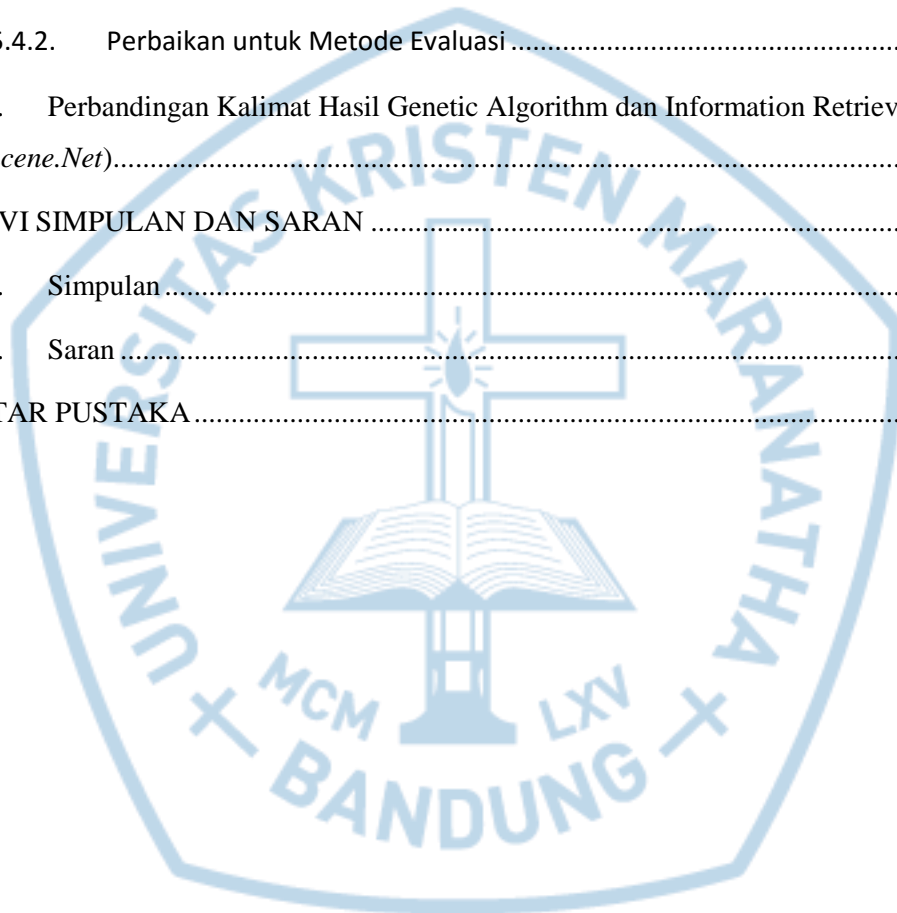 5.4.2. Perbaikan untuk Metode Evaluasi ........................................................
. Perbandingan Kalimat Hasil Genetic Algorithm dan Information Retriev
cene.Net)........................................................
VI SIMPULAN DAN SARAN ........................................................
. Simpulan ........................................................
. Saran ........................................................
TAR PUSTAKA ........................................................
UNIVERSITAS KRISTEN MARANATHA
MCM LXV
BANDUNG